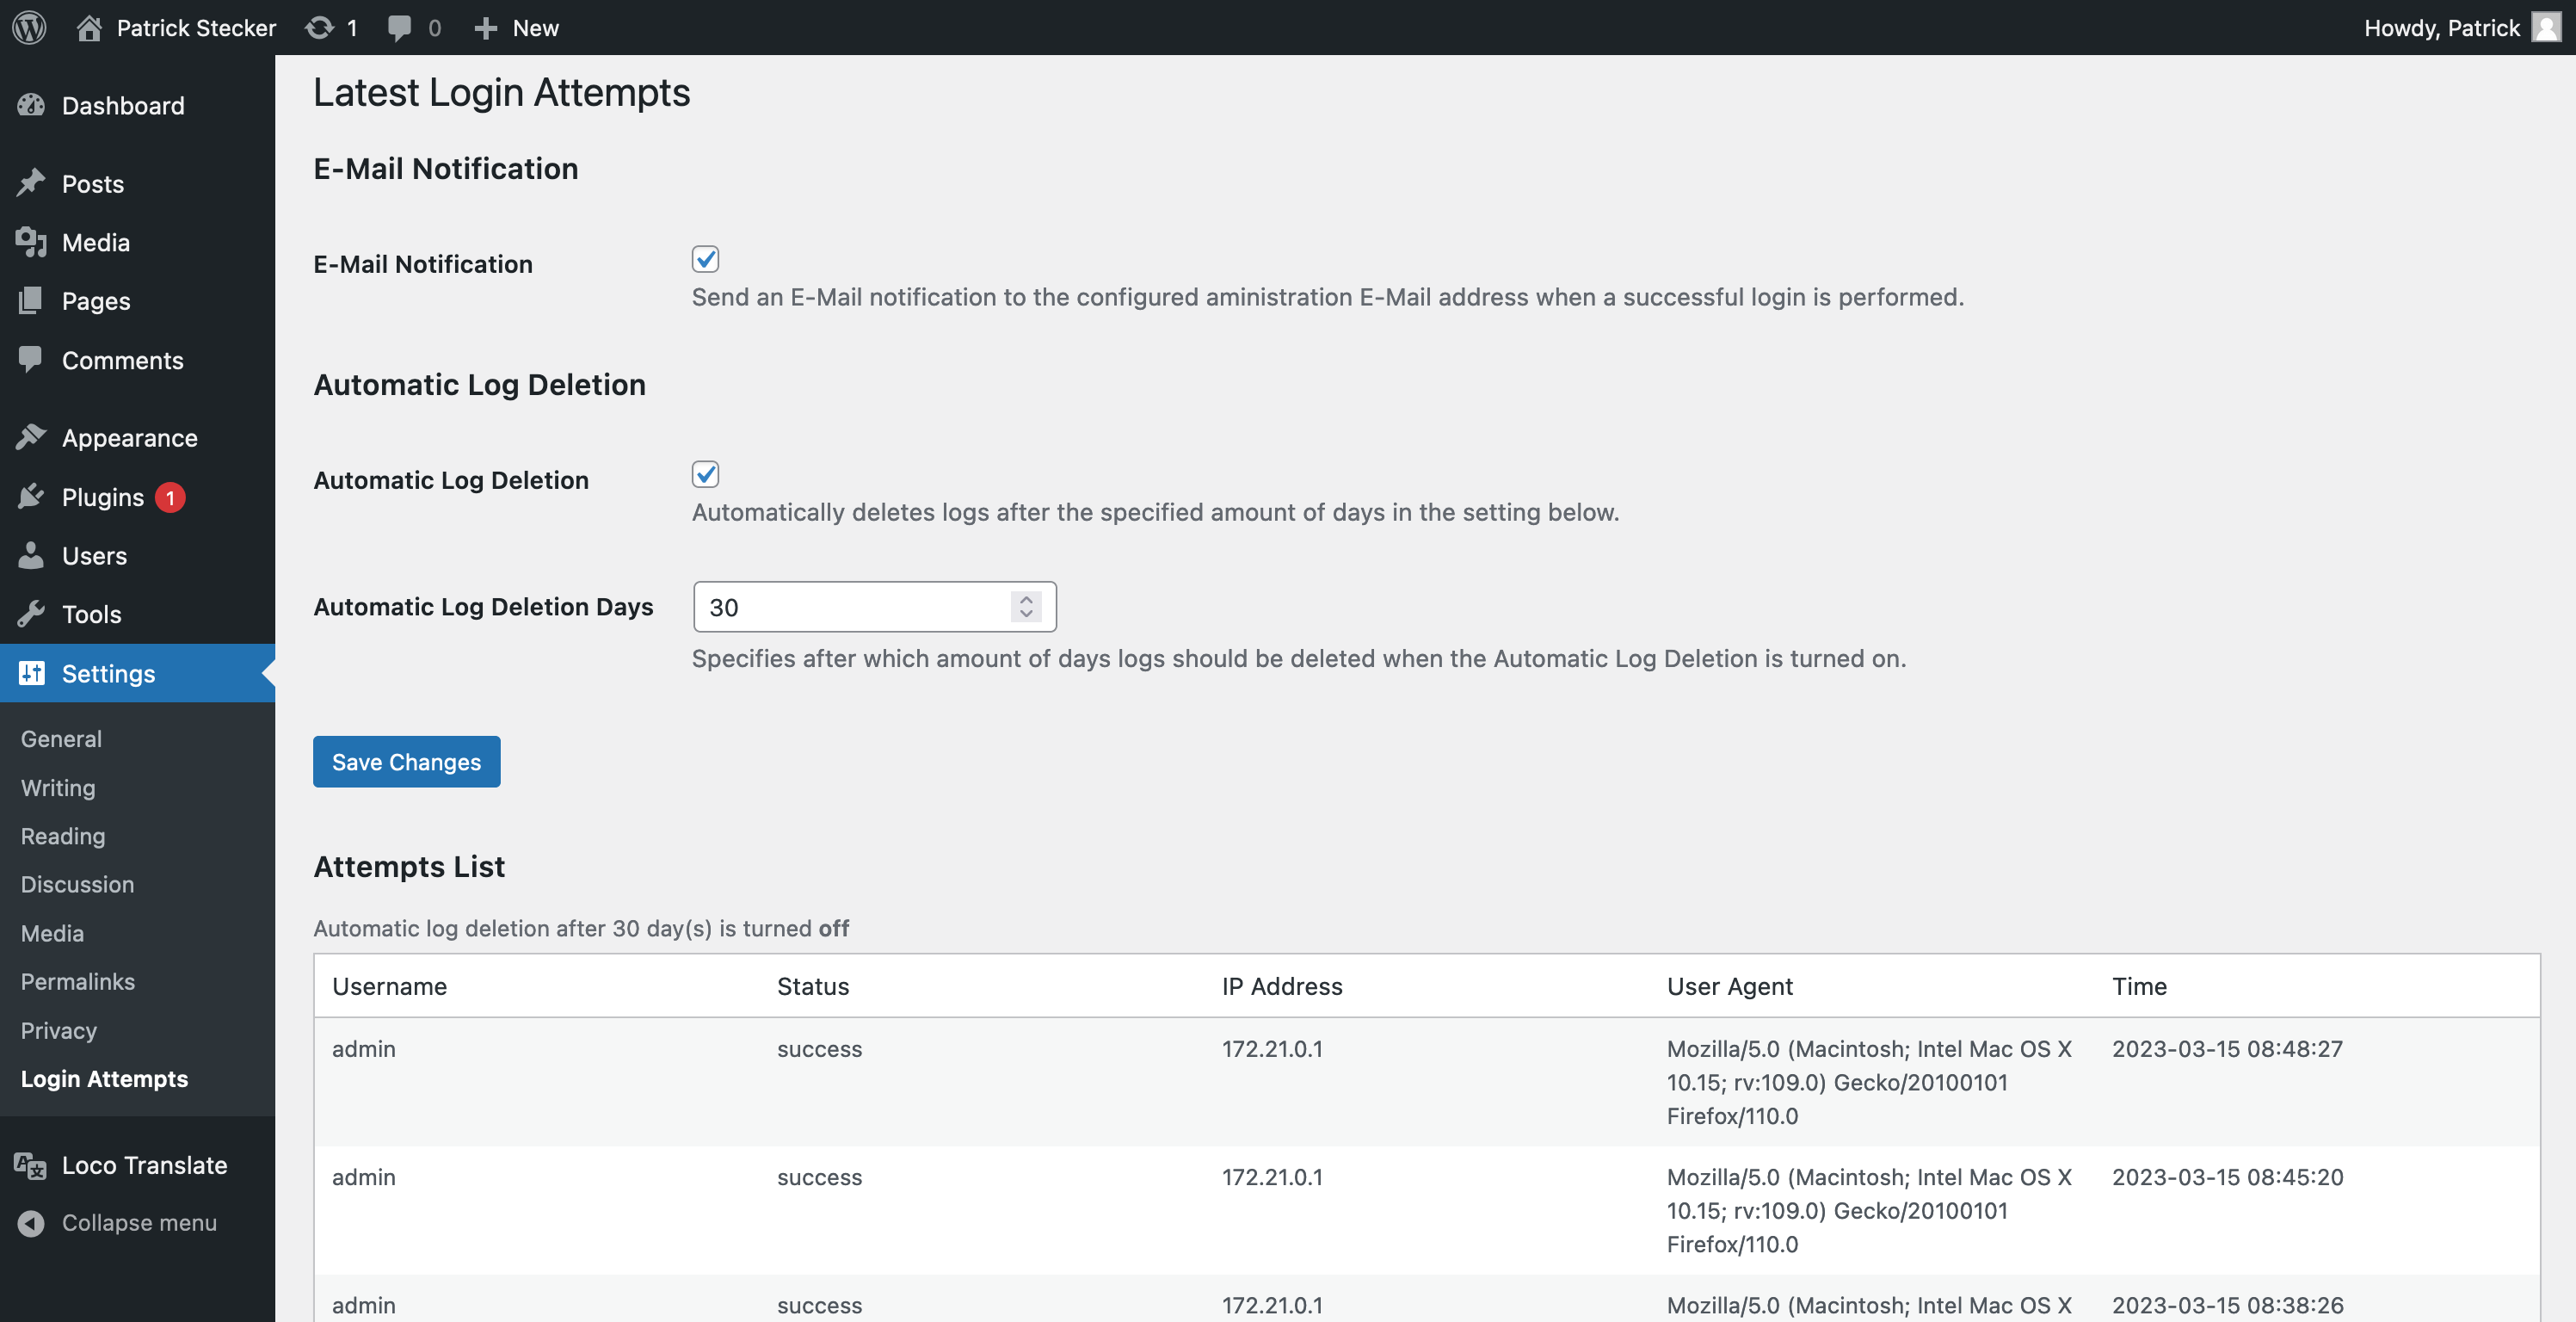 Patrick Stecker 1 0 New Howdy, Patrick
Dashboard
Posts
Media
Pages
Comments
Appearance
Plugins 1
Users
Tools
Settings
General
Writing
Reading
Discussion
Media
Permalinks
Privacy
Login Attempts
Loco Translate
Collapse menu
Latest Login Attempts
E-Mail Notification
E-Mail Notification
Send an E-Mail notification to the configured aministration E-Mail address when a successful login is performed.
Automatic Log Deletion
Automatic Log Deletion
Automatically deletes logs after the specified amount of days in the setting below.
Automatic Log Deletion Days 30
Specifies after which amount of days logs should be deleted when the Automatic Log Deletion is turned on.
Save Changes
Attempts List
Automatic log deletion after 30 day(s) is turned off
Username Status IP Address User Agent Time
admin success 172.21.0.1 Mozilla/5.0 (Macintosh; Intel Mac OS X 2023-03-15 08:48:27
10.15; rv:109.0) Gecko/20100101
Firefox/110.0
admin success 172.21.0.1 Mozilla/5.0 (Macintosh; Intel Mac OS X 2023-03-15 08:45:20
10.15; rv:109.0) Gecko/20100101
Firefox/110.0
admin success 172.21.0.1 Mozilla/5.0 (Macintosh; Intel Mac OS X 2023-03-15 08:38:26